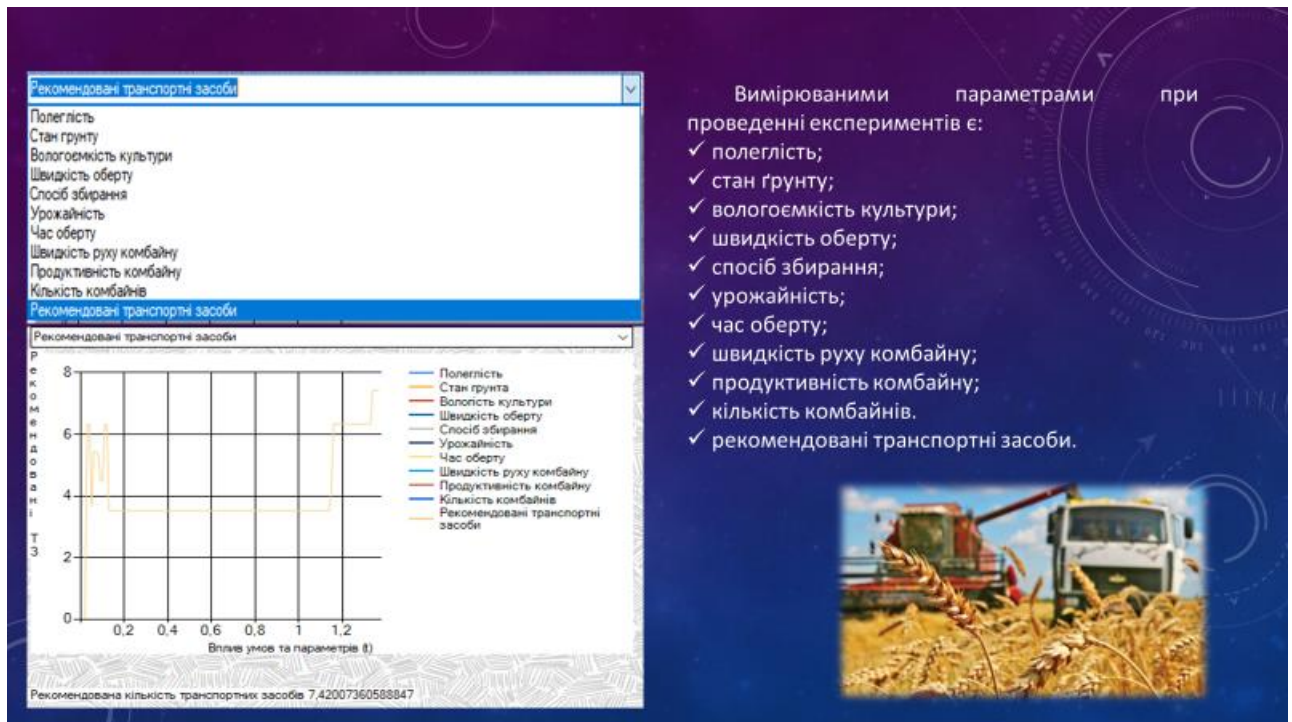 Рекомендовані транспортні засоби
Полеглість
Стан грунту
Вологоємкість культури
Швидкість оберту
Спосіб збирання
Урожайність
Час оберту
Швидкість руху комбайну
Продуктивність комбайну
Кількість комбайнів
Рекомендовані транспортні засоби
Рекомендовані транспортні засоби
Рекомендовані ТЗ
8
6
4
2
0
0,2 0,4 0,6 0,8 1 1,2
Вплив умов та параметрів (t)
Полеглість
Стан грунта
Вологість культури
Швидкість оберту
Спосіб збирання
Урожайність
Час оберту
Швидкість руху комбайну
Продуктивність комбайну
Кількість комбайнів
Рекомендовані транспортні
засоби
Рекомендована кількість транспортних засобів 7,42007360588847
Вимірюваними параметрами при
проведенні експериментів є:
✓ полеглість;
✓ стан ґрунту;
✓ вологоємкість культури;
✓ швидкість оберту;
✓ спосіб збирання;
✓ урожайність;
✓ час оберту;
✓ швидкість руху комбайну;
✓ продуктивність комбайну;
✓ кількість комбайнів.
✓ рекомендовані транспортні засоби.